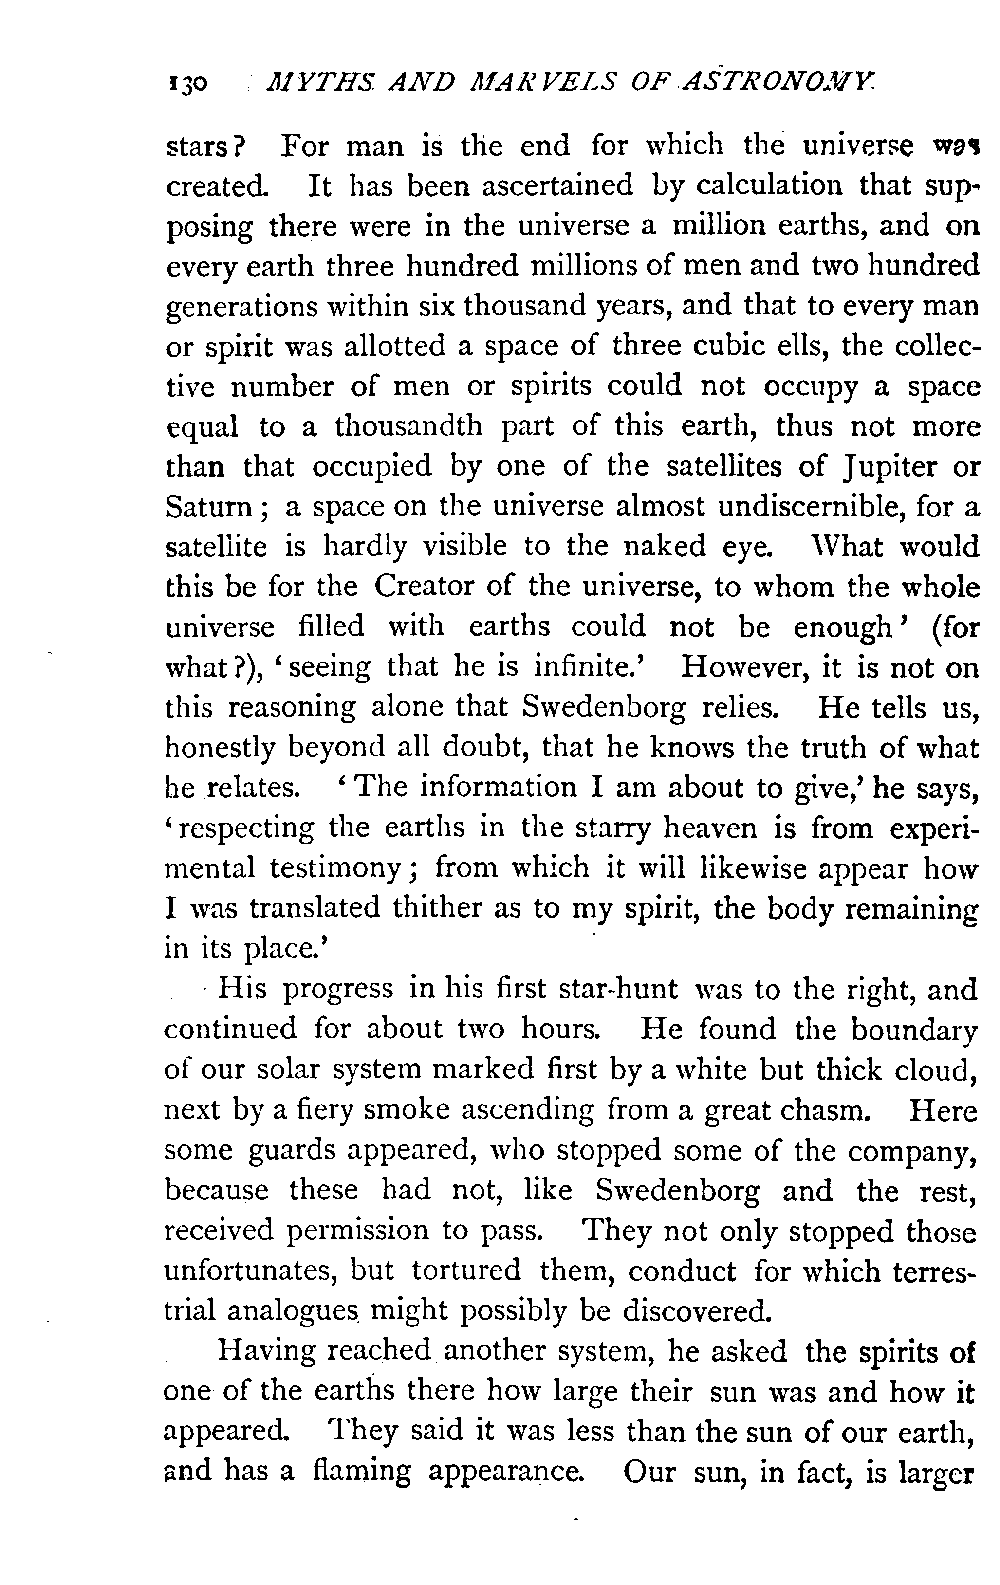 130 MYTHS AND MARVELS OF ASTRONOMY.
stars? For man is the end for which the universe was
created. It has been ascertained by calculation that sup-
posing there were in the universe a million earths, and on
every earth three hundred millions of men and two hundred
generations within six thousand years, and that to every man
or spirit was allotted a space of three cubic ells, the collec-
tive number of men or spirits could not occupy a space
equal to a thousandth part of this earth, thus not more
than that occupied by one of the satellites of Jupiter or
Saturn; a space on the universe almost undiscernible, for a
satellite is hardly visible to the naked eye. What would
this be for the Creator of the universe, to whom the whole
universe filled with earths could not be enough' (for
what?), 'seeing that he is infinite.' However, it is not on
this reasoning alone that Swedenborg relies. He tells us,
honestly beyond all doubt, that he knows the truth of what
he relates. 'The information I am about to give,' he says,
'respecting the earths in the starry heaven is from experi-
mental testimony; from which it will likewise appear how
I was translated thither as to my spirit, the body remaining
in its place.'
His progress in his first star-hunt was to the right, and
continued for about two hours. He found the boundary
of our solar system marked first by a white but thick cloud,
next by a fiery smoke ascending from a great chasm. Here
some guards appeared, who stopped some of the company,
because these had not, like Swedenborg and the rest,
received permission to pass. They not only stopped those
unfortunates, but tortured them, conduct for which terres-
trial analogues might possibly be discovered.
Having reached another system, he asked the spirits of
one of the earths there how large their sun was and how it
appeared. They said it was less than the sun of our earth,
and has a flaming appearance. Our sun, in fact, is larger